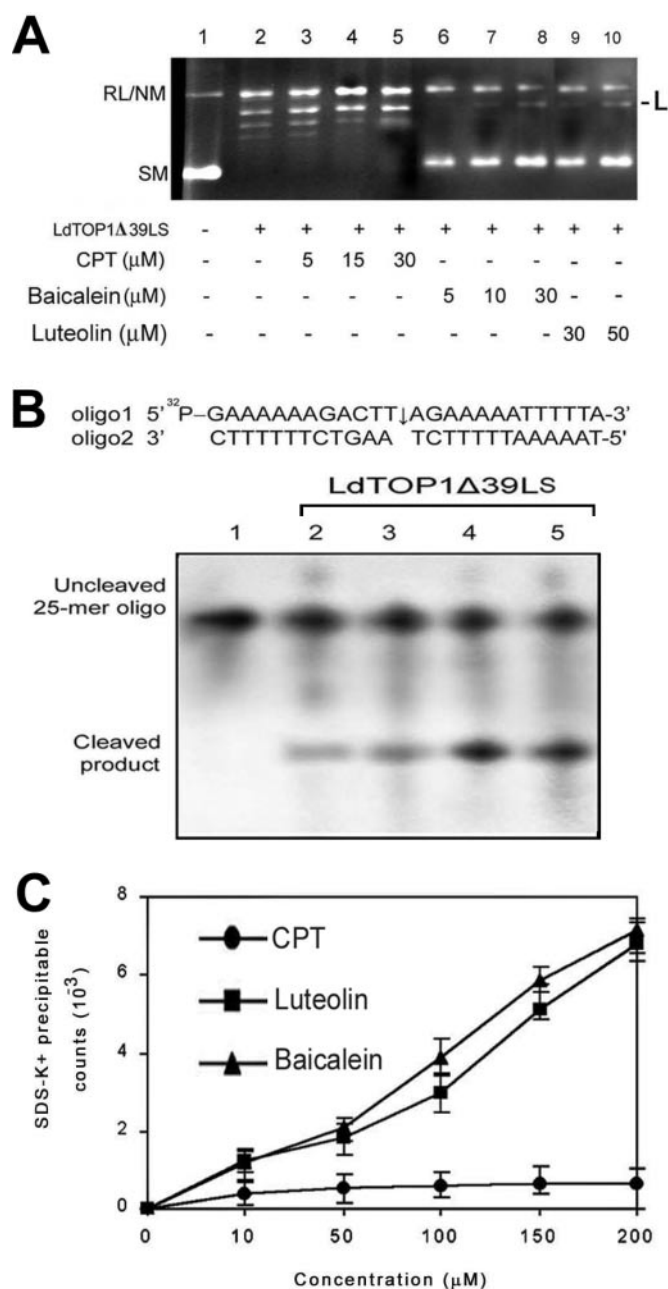 A
1 2 3 4 5 6 7 8 9 10
RL/NM
-L
SM
LdTOP1Δ39LS - + + + + + + + + +
CPT (μM) - - 5 15 30 - - - - -
Baicalein(μM) - - - - - 5 10 30 - -
Luteolin (μM) - - - - - - - - 30 50
B
oligo1 5' ³²P–GAAAAAAGACTT↓AGAAAAATTTTTA-3'
oligo2 3' CTTTTTTCTGAA TCTTTTTAAAAAT-5'
LdTOP1Δ39LS
1 2 3 4 5
Uncleaved
25-mer oligo
Cleaved
product
C
SDS-K+ precipitable
counts (10⁻³)
8
6
4
2
0
CPT
Luteolin
Baicalein
0 10 50 100 150 200
Concentration (μM)